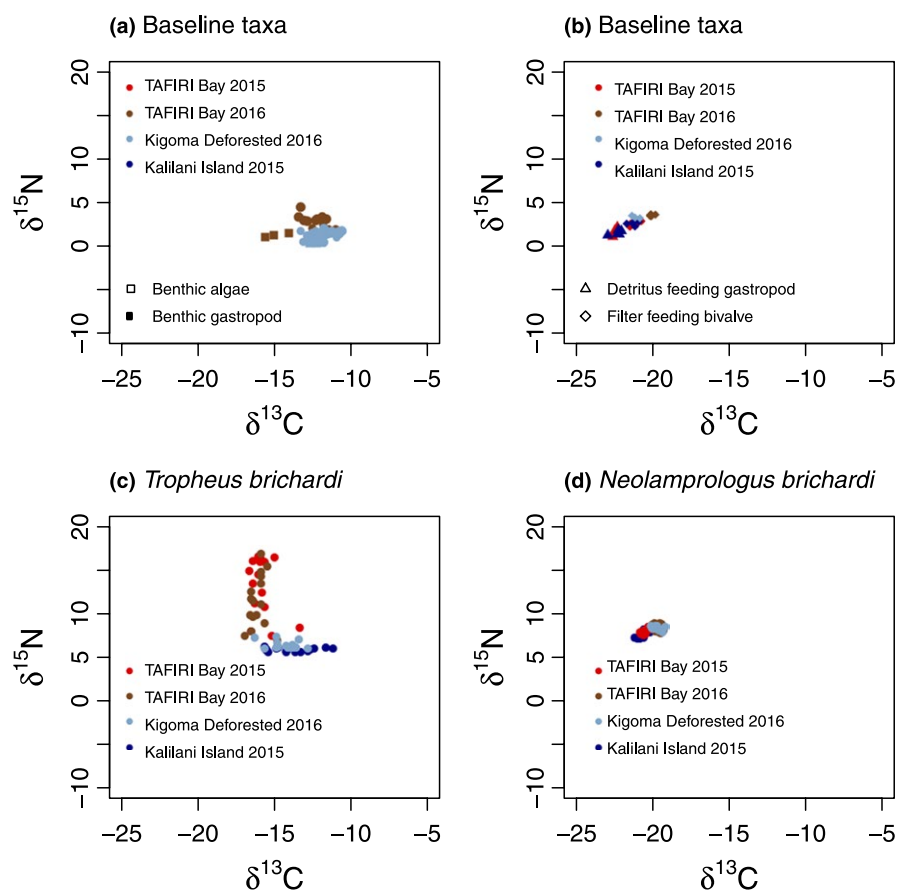 (a) Baseline taxa
TAFIRI Bay 2015
TAFIRI Bay 2016
Kigoma Deforested 2016
Kalilani Island 2015
Benthic algae
Benthic gastropod
20
10
5
0
−10
δ15N
−25
−20
−15
−10
−5
δ13C
(b) Baseline taxa
TAFIRI Bay 2015
TAFIRI Bay 2016
Kigoma Deforested 2016
Kalilani Island 2015
Detritus feeding gastropod
Filter feeding bivalve
20
10
5
0
−10
δ15N
−25
−20
−15
−10
−5
δ13C
(c) Tropheus brichardi
TAFIRI Bay 2015
TAFIRI Bay 2016
Kigoma Deforested 2016
Kalilani Island 2015
20
10
5
0
−10
δ15N
−25
−20
−15
−10
−5
δ13C
(d) Neolamprologus brichardi
TAFIRI Bay 2015
TAFIRI Bay 2016
Kigoma Deforested 2016
Kalilani Island 2015
20
10
5
0
−10
δ15N
−25
−20
−15
−10
−5
δ13C